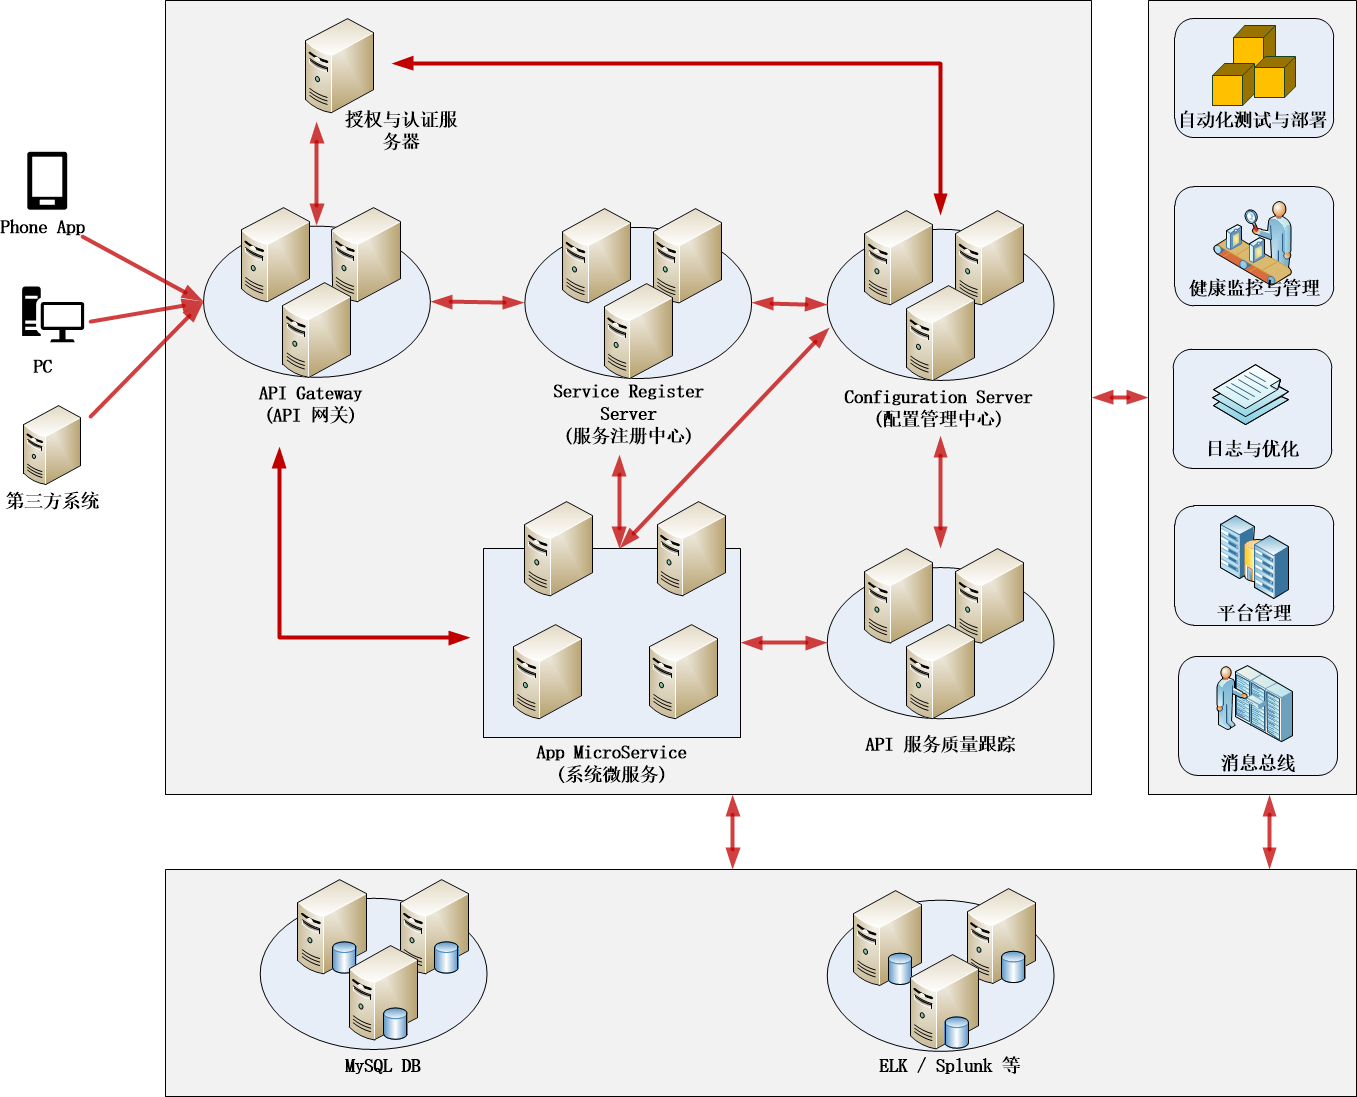 授权与认证服
务器
Phone App
PC
第三方系统
API Gateway
(API 网关)
Service Register
Server
(服务注册中心)
Configuration Server
(配置管理中心)
App MicroService
(系统微服务)
API 服务质量跟踪
自动化测试与部署
健康监控与管理
日志与优化
平台管理
消息总线
MySQL DB
ELK / Splunk 等